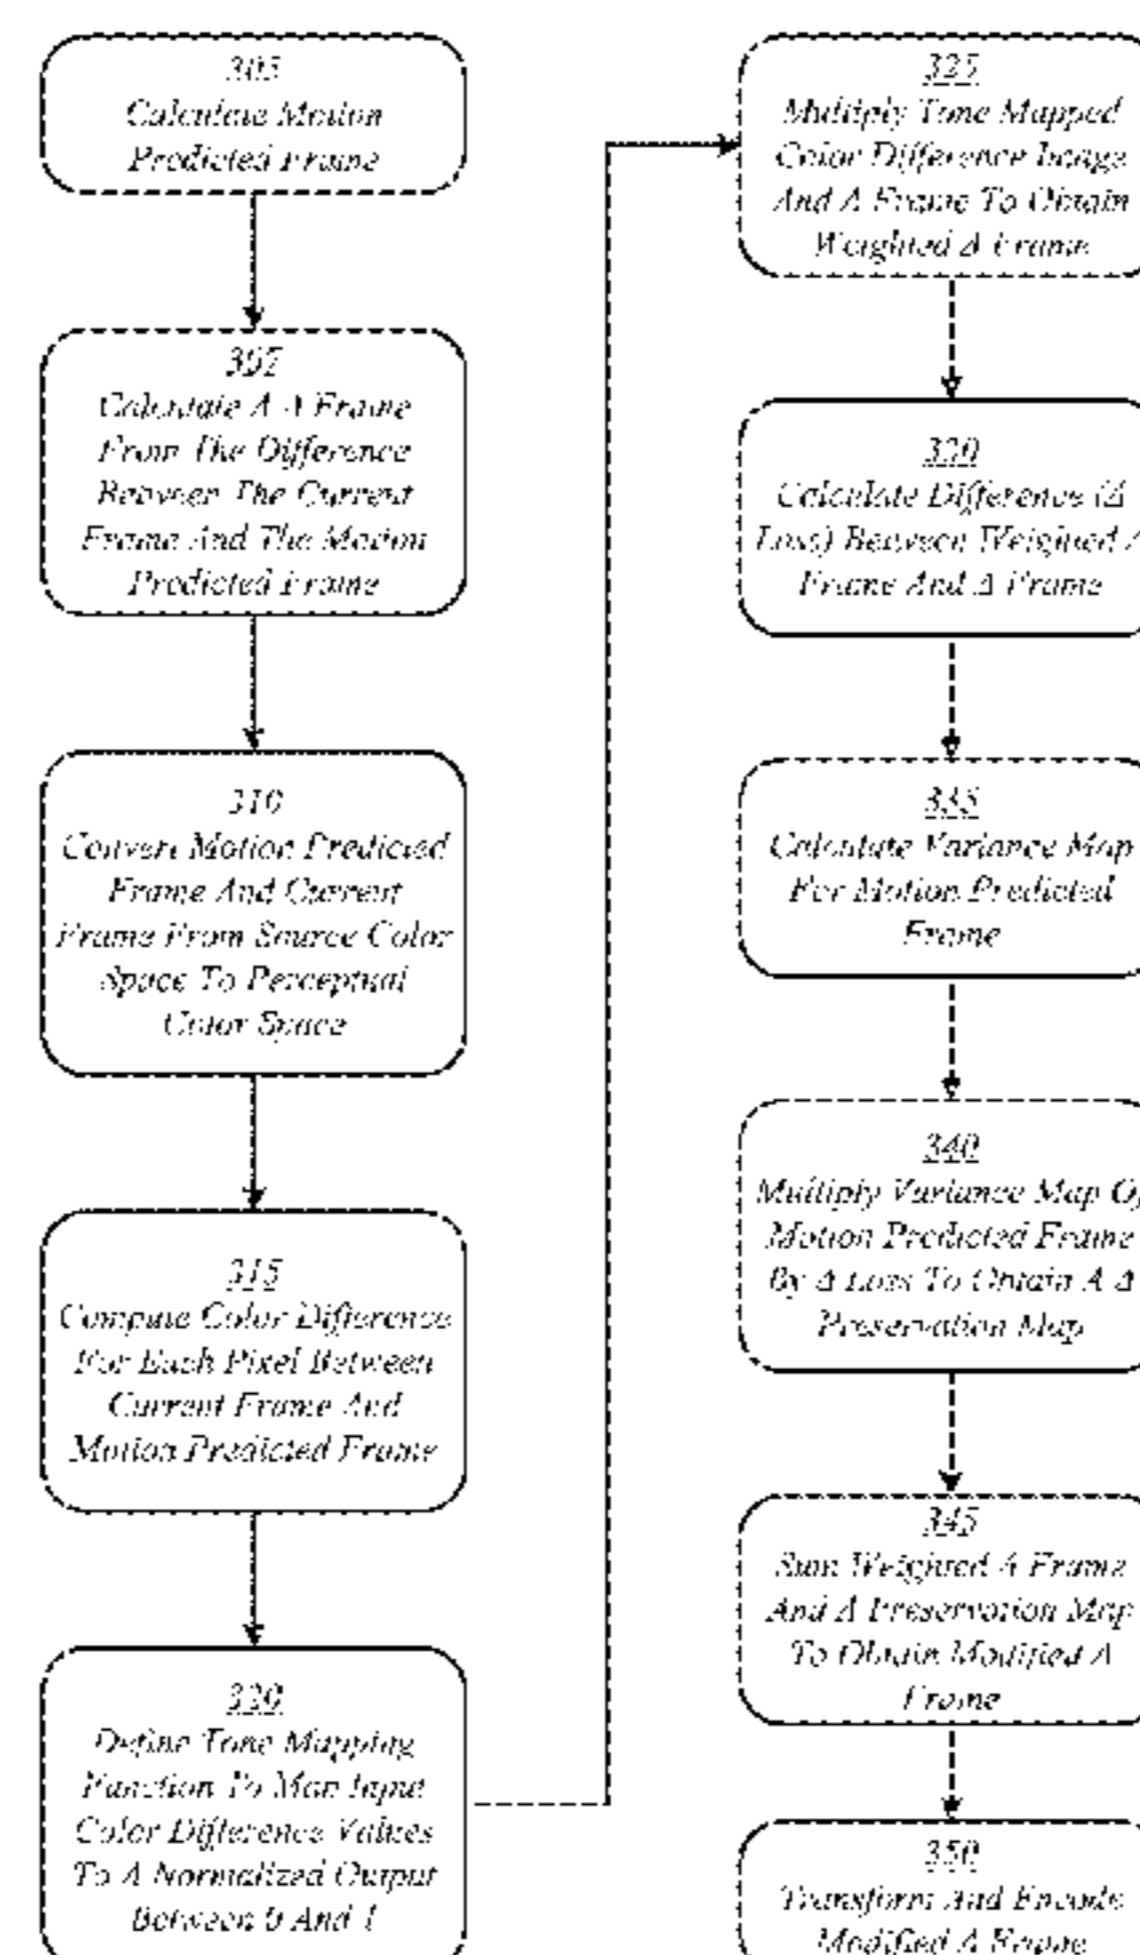 305
Calculate Motion
Predicted Frame
307
Calculate A Δ Frame
From The Difference
Between The Current
Frame And The Motion
Predicted Frame
310
Convert Motion Predicted
Frame And Current
Frame From Source Color
Space To Perceptual
Color Space
315
Compute Color Difference
For Each Pixel Between
Current Frame And
Motion Predicted Frame
320
Define Tone Mapping
Function To Map Input
Color Difference Values
To A Normalized Output
Between 0 And 1
325
Multiply Tone Mapped
Color Difference Image
And Δ Frame To Obtain
Weighted Δ Frame
330
Calculate Difference (Δ
Loss) Between Weighted Δ
Frame And Δ Frame
335
Calculate Variance Map
For Motion Predicted
Frame
340
Multiply Variance Map Of
Motion Predicted Frame
By Δ Loss To Obtain A Δ
Preservation Map
345
Sum Weighted Δ Frame
And Δ Preservation Map
To Obtain Modified Δ
Frame
350
Transform And Encode
Modified Δ Frame